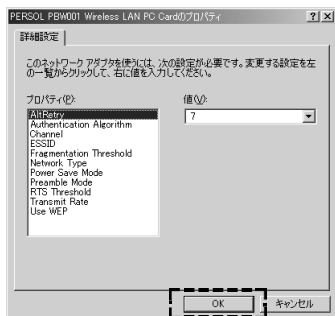 PERSOL PBW001 Wireless LAN PC Cardのプロパティ
詳細設定
このネットワーク アダプタを使うには、次の設定が必要です。変更する設定を左
の一覧からクリックして、右に値を入力してください。
プロパティ(P):
値(V):
AltRetry
7
Authentication Algorithm
Channel
ESSID
Fragmentation Threshold
Network Type
Power Save Mode
Preamble Mode
RTS Threshold
Transmit Rate
Use WEP
OK
キャンセル